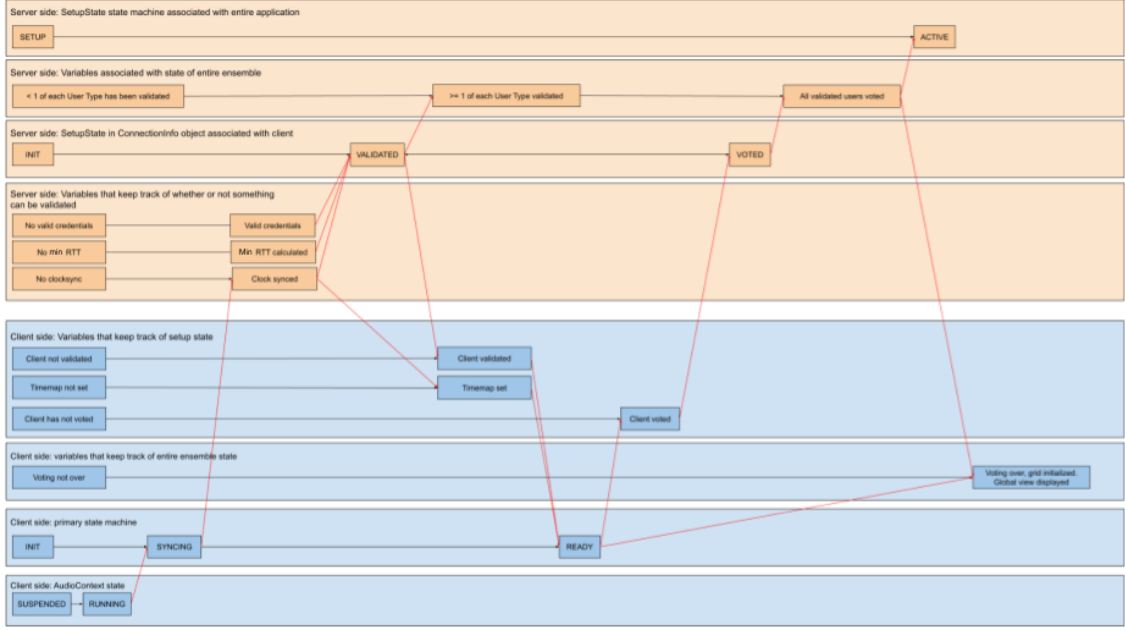 Server side: SetupState state machine associated with entire application
SETUP
ACTIVE
Server side: Variables associated with state of entire ensemble
< 1 of each User Type has been validated
>= 1 of each User Type validated
All validated users voted
Server side: SetupState in ConnectionInfo object associated with client
INIT
VALIDATED
VOTED
Server side: Variables that keep track of whether or not something
can be validated
No valid credentials
Valid credentials
No min RTT
Min RTT calculated
No clocksync
Clock synced
Client side: Variables that keep track of setup state
Client not validated
Client validated
Timemap not set
Timemap set
Client has not voted
Client voted
Client side: variables that keep track of entire ensemble state
Voting not over
Voting over, grid initialized.
Global view displayed
Client side: primary state machine
INIT
SYNCING
READY
Client side: AudioContext state
SUSPENDED
RUNNING